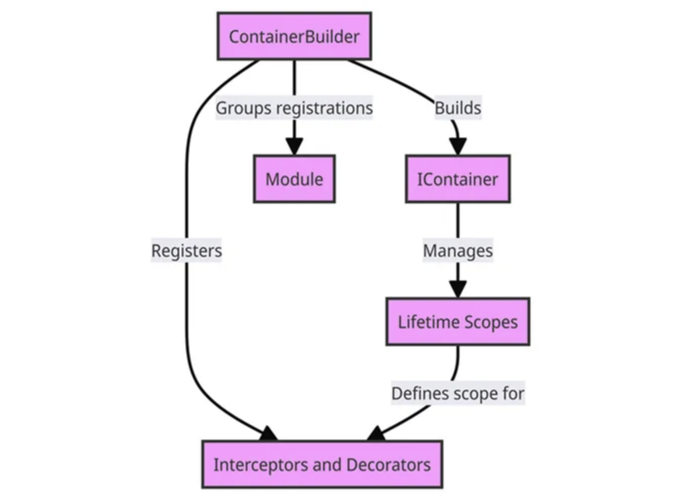 ContainerBuilder
Groups registrations
Builds
Module
IContainer
Registers
Manages
Lifetime Scopes
Defines scope for
Interceptors and Decorators